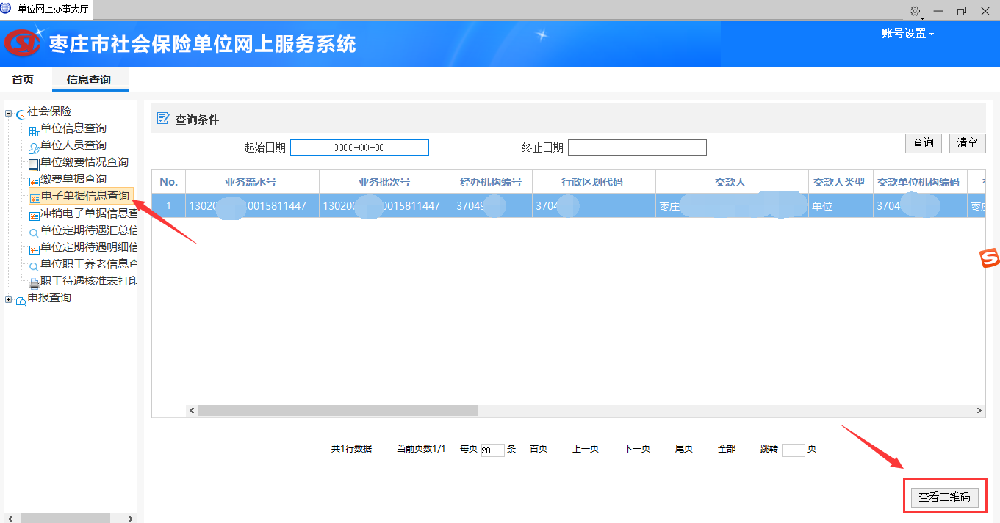 单位网上办事大厅
枣庄市社会保险单位网上服务系统
账号设置
首页 信息查询
社会保险
单位信息查询
单位人员查询
单位缴费情况查询
缴费单据查询
电子单据信息查询
冲销电子单据信息查
单位定期待遇汇总信
单位定期待遇明细信
单位职工养老信息查
职工待遇核准表打印
申报查询
查询条件
起始日期 0000-00-00 终止日期 查询 清空
No. 业务流水号 业务批次号 经办机构编号 行政区划代码 交款人 交款人类型 交款单位机构编码
1 13020 0015811447 13020 0015811447 37049 3704 枣庄 单位 3704 枣庄
共1行数据 当前页数1/1 每页 20 条 首页 上一页 下一页 尾页 全部 跳转 页
查看二维码